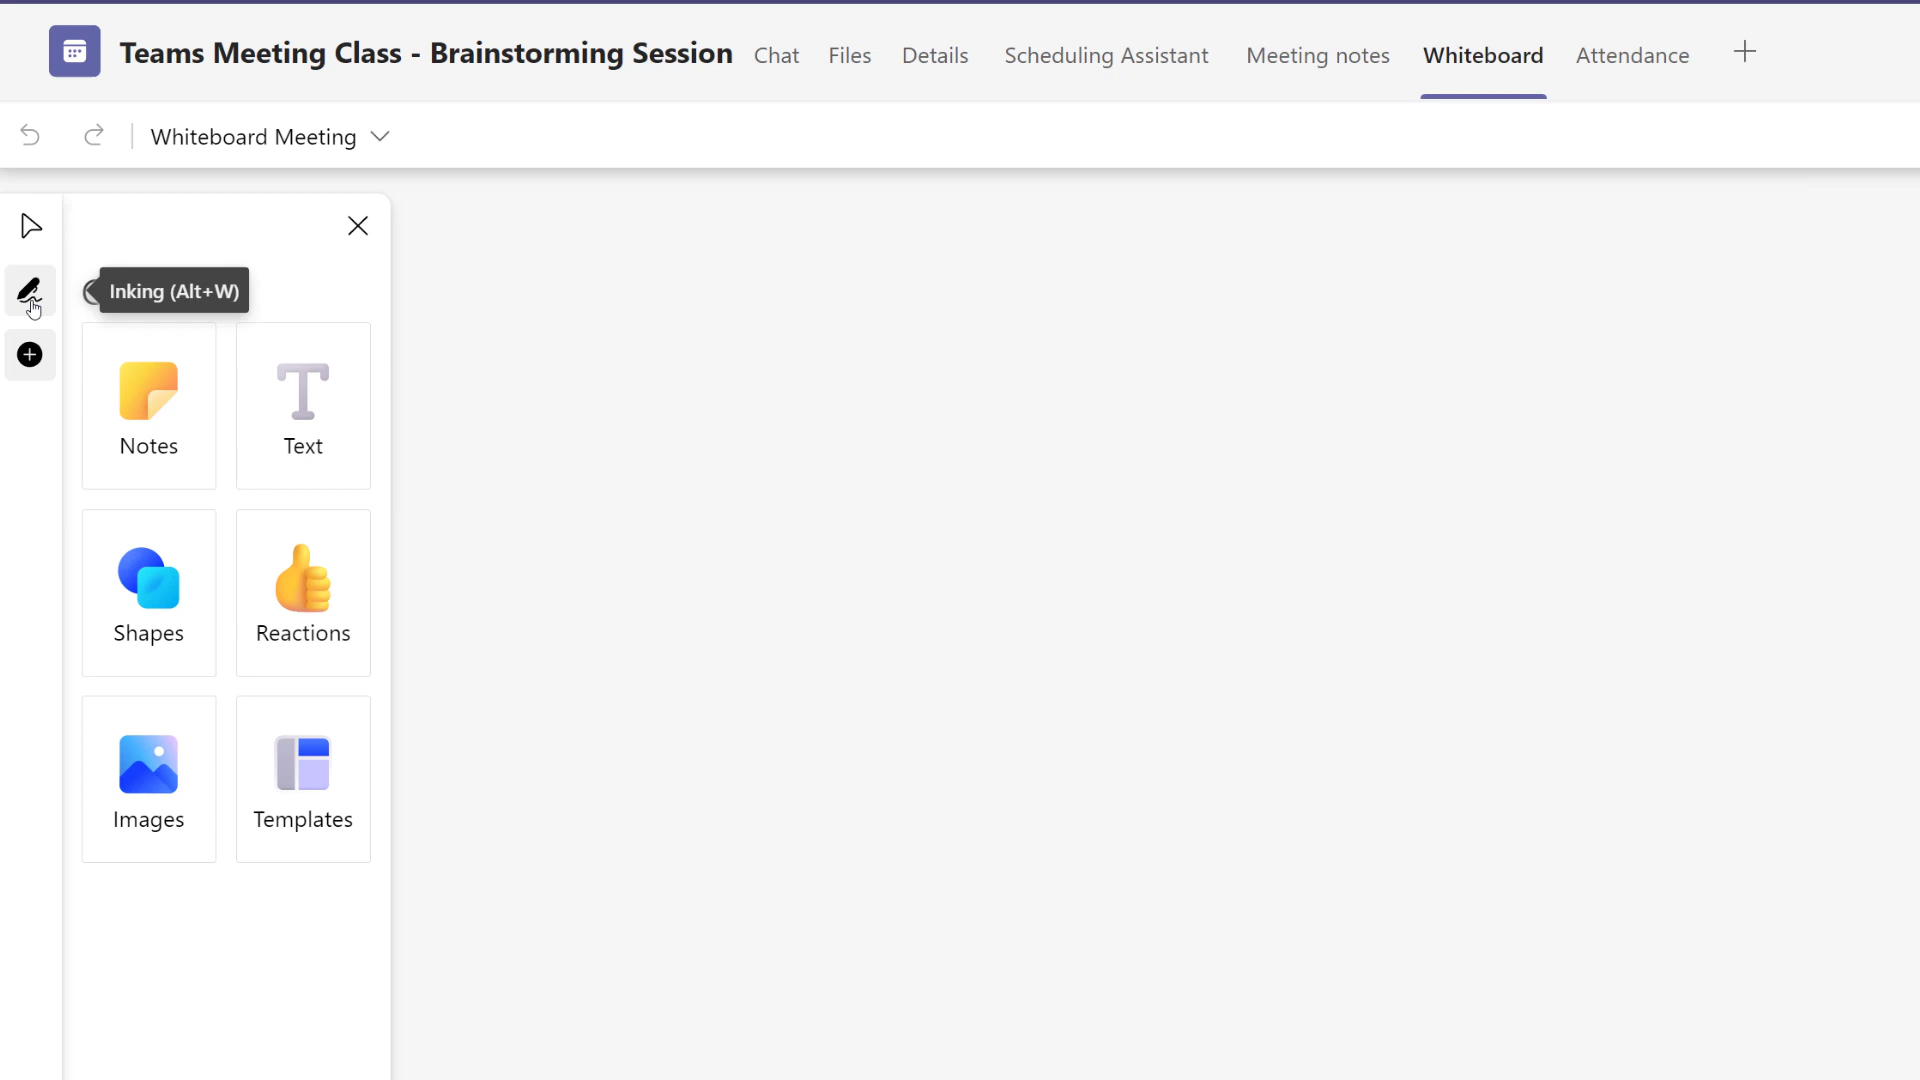 Teams Meeting Class - Brainstorming Session Chat Files Details Scheduling Assistant Meeting notes Whiteboard Attendance
Whiteboard Meeting
Inking (Alt+W)
Notes Text
Shapes Reactions
Images Templates